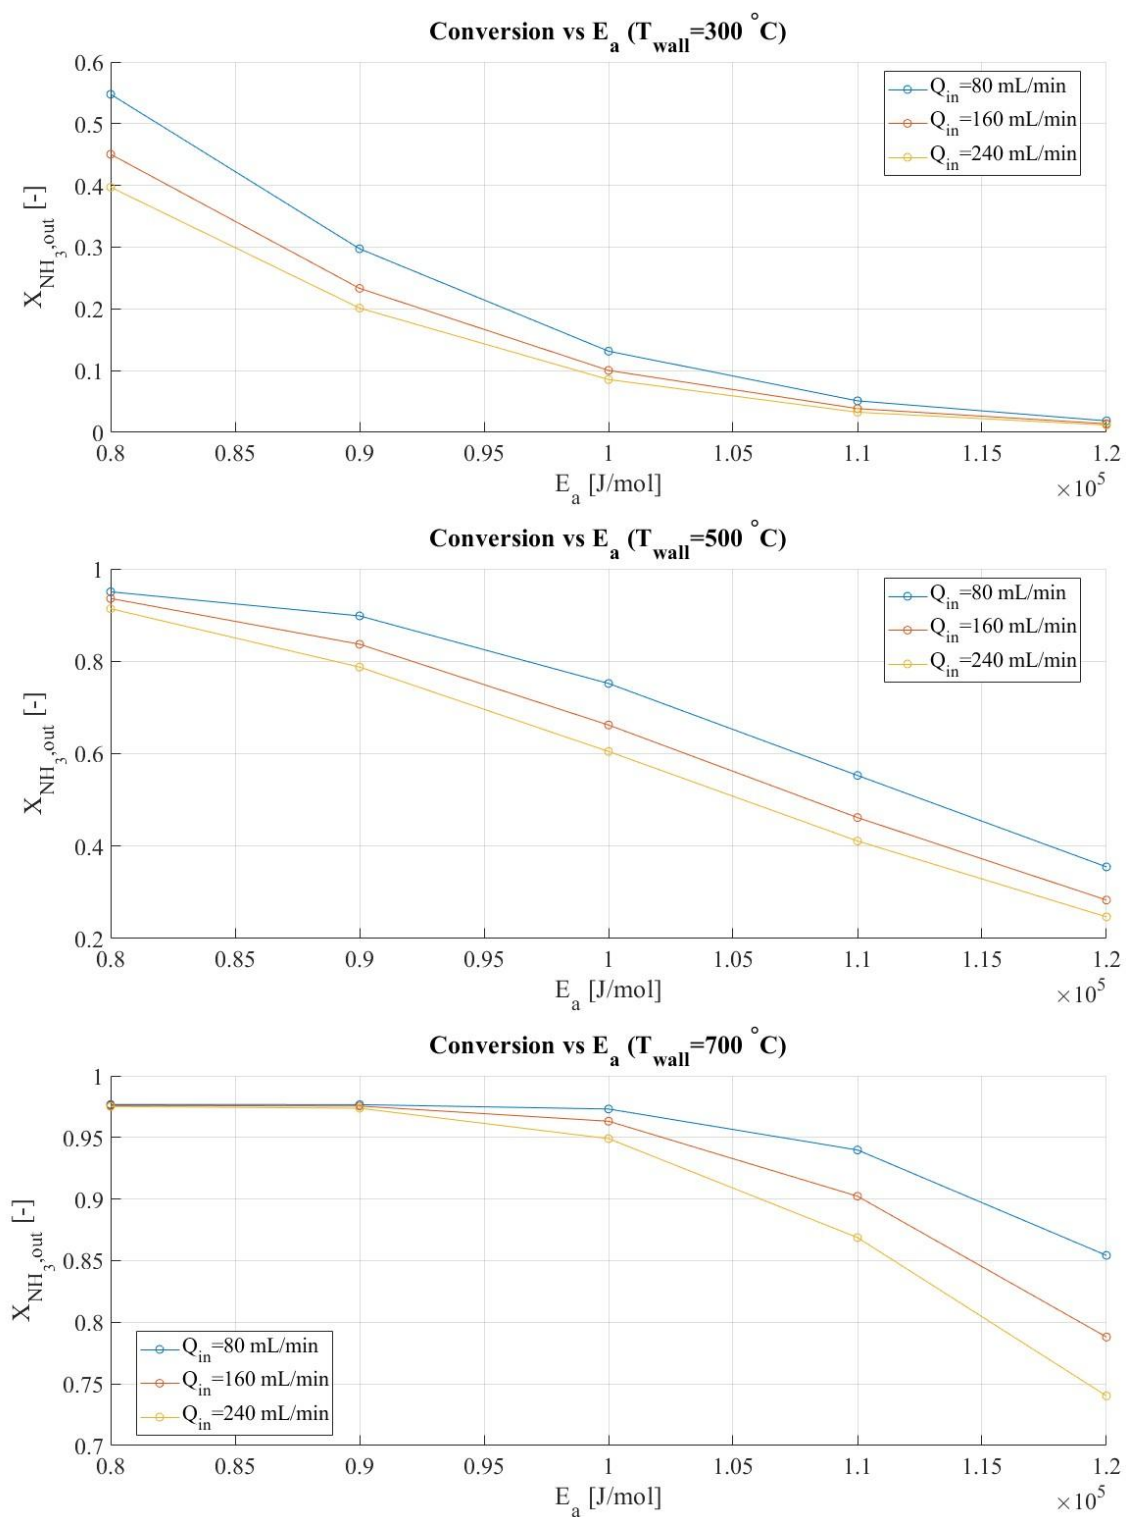 Conversion vs Ea (Twall=300 °C)
0.6
0.5
0.4
0.3
0.2
0.1
0
XNH3,out [-]
Qin=80 mL/min
Qin=160 mL/min
Qin=240 mL/min
0.8 0.85 0.9 0.95 1 1.05 1.1 1.15 1.2
Ea [J/mol]
×10^5
Conversion vs Ea (Twall=500 °C)
1
0.8
0.6
0.4
0.2
XNH3,out [-]
Qin=80 mL/min
Qin=160 mL/min
Qin=240 mL/min
0.8 0.85 0.9 0.95 1 1.05 1.1 1.15 1.2
Ea [J/mol]
×10^5
Conversion vs Ea (Twall=700 °C)
1
0.95
0.9
0.85
0.8
0.75
0.7
XNH3,out [-]
Qin=80 mL/min
Qin=160 mL/min
Qin=240 mL/min
0.8 0.85 0.9 0.95 1 1.05 1.1 1.15 1.2
Ea [J/mol]
×10^5